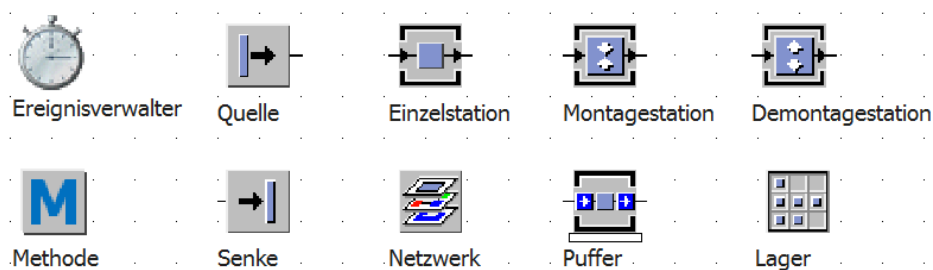 Ereignisverwalter
Quelle
Einzelstation
Montagestation
Demontagestation
M
Methode
Senke
Netzwerk
Puffer
Lager